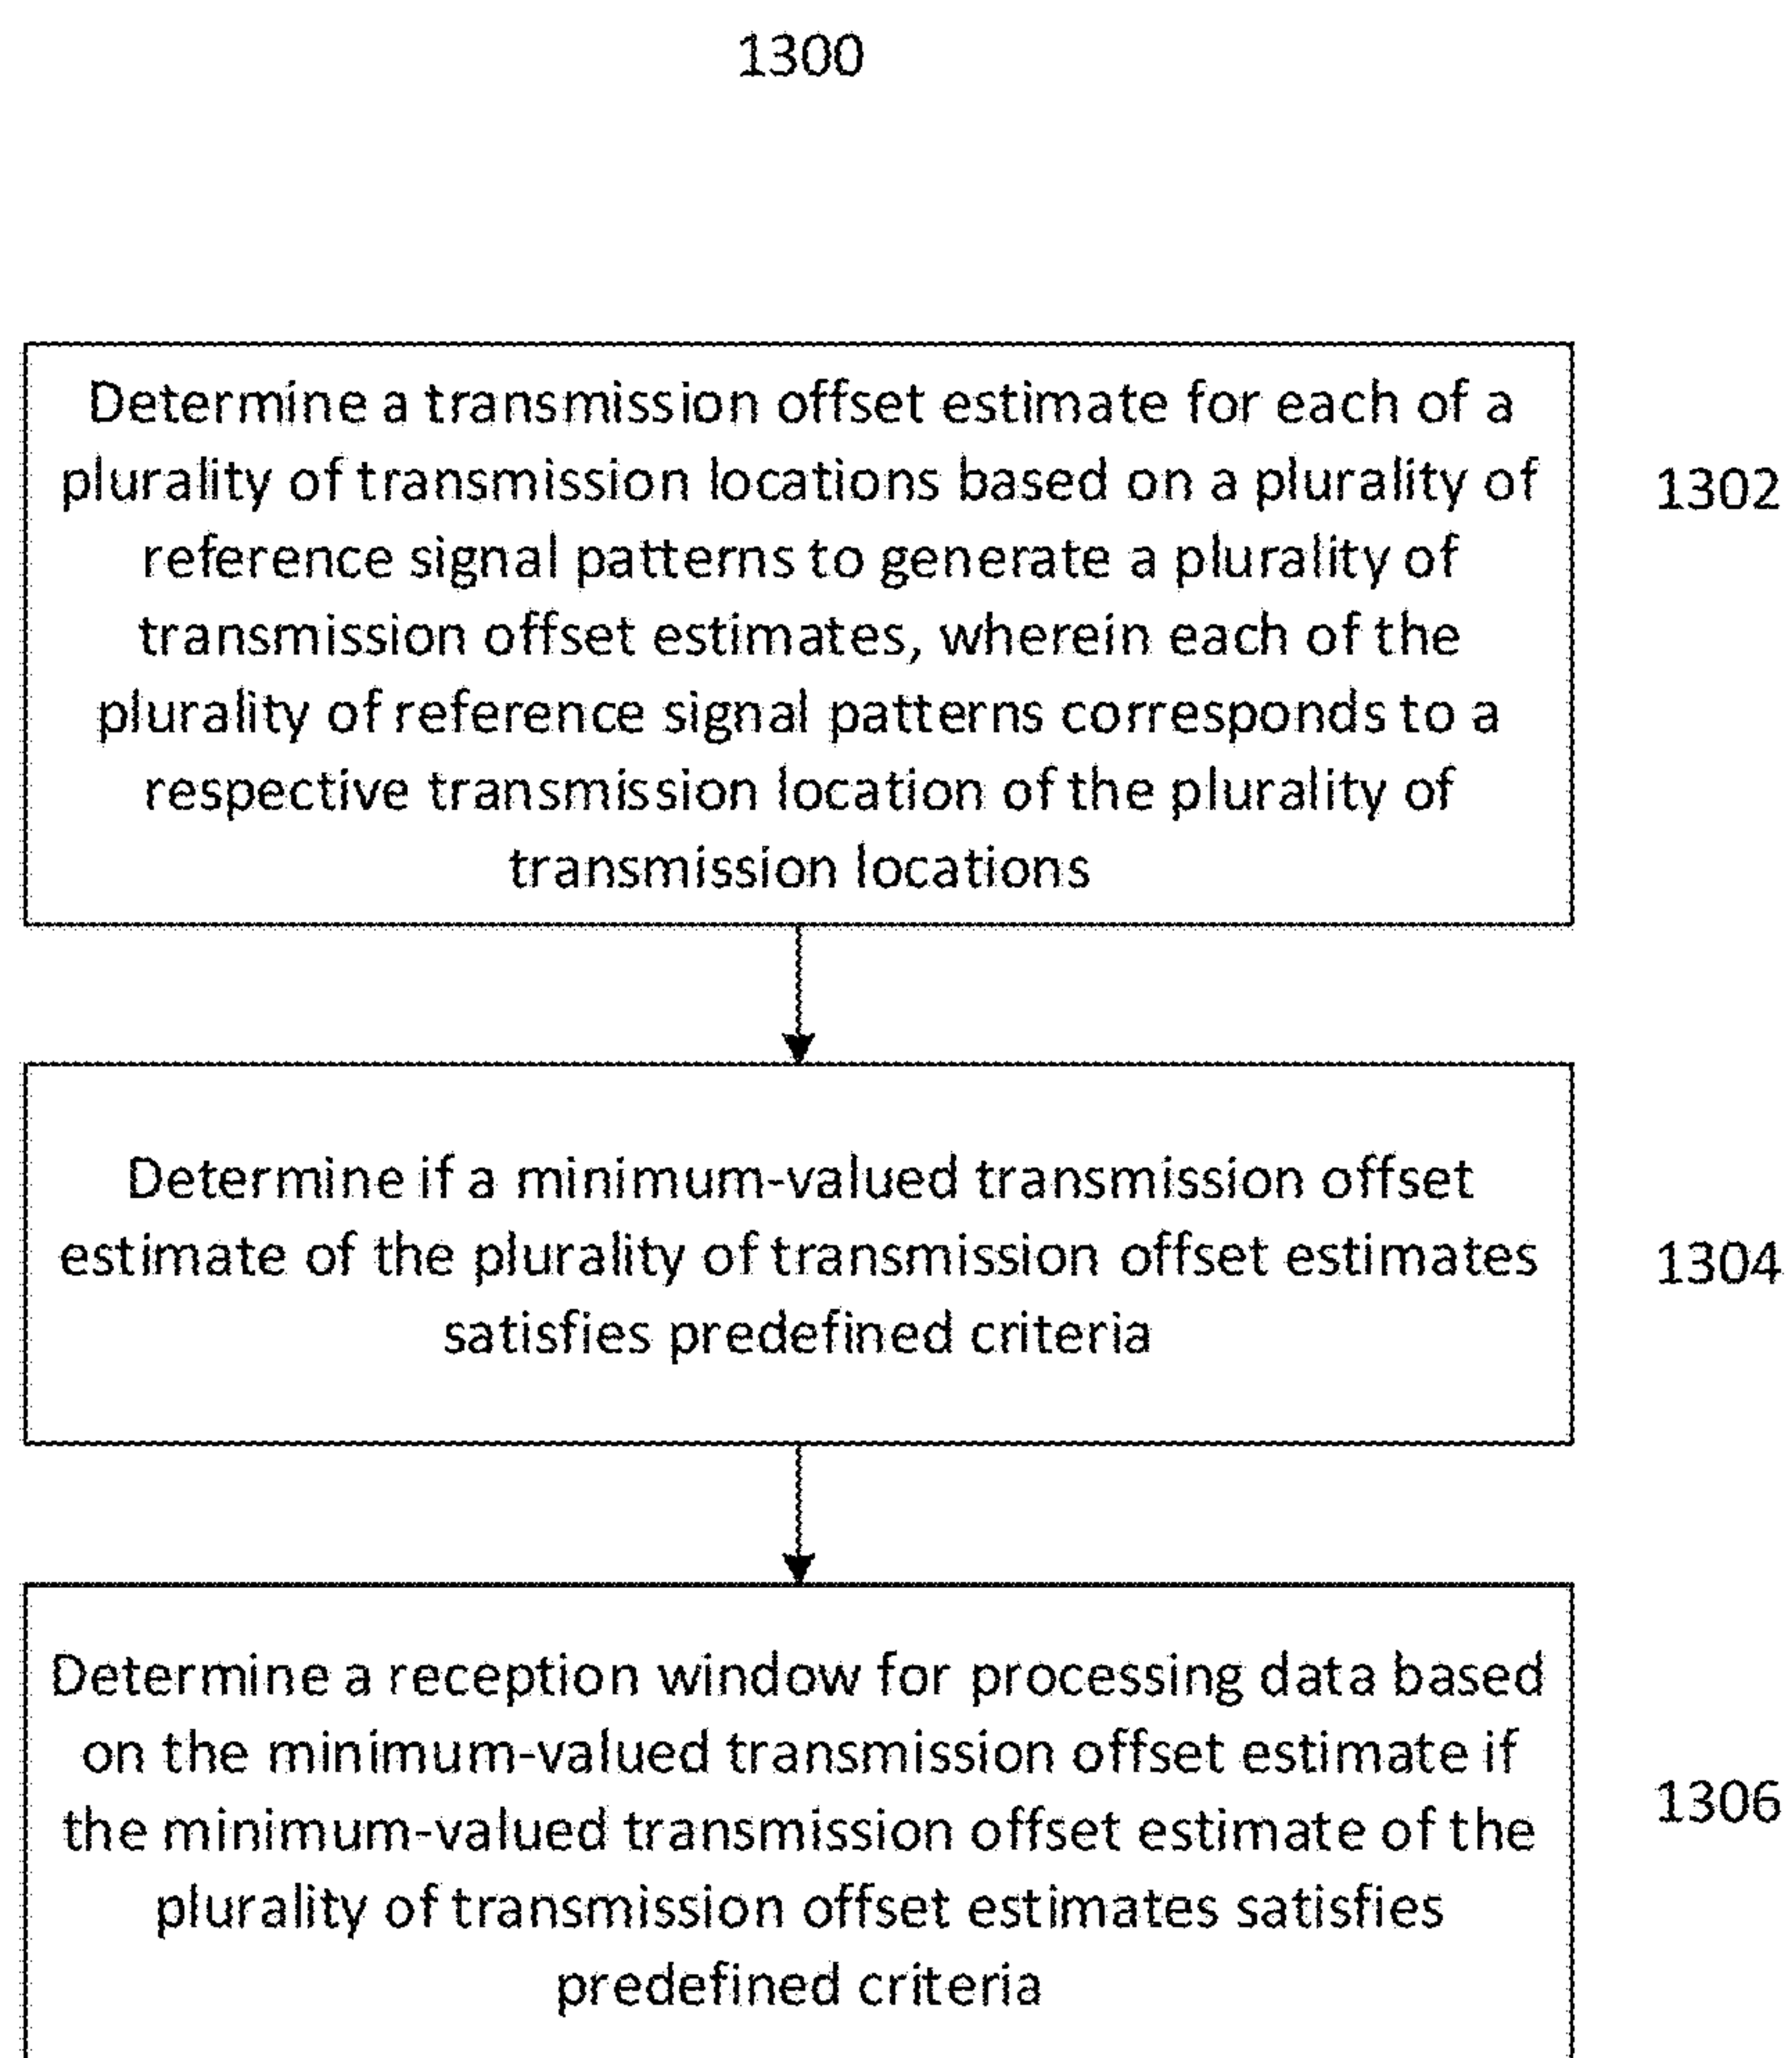 1300
Determine a transmission offset estimate for each of a
plurality of transmission locations based on a plurality of
reference signal patterns to generate a plurality of
transmission offset estimates, wherein each of the
plurality of reference signal patterns corresponds to a
respective transmission location of the plurality of
transmission locations
1302
Determine if a minimum-valued transmission offset
estimate of the plurality of transmission offset estimates
satisfies predefined criteria
1304
Determine a reception window for processing data based
on the minimum-valued transmission offset estimate if
the minimum-valued transmission offset estimate of the
plurality of transmission offset estimates satisfies
predefined criteria
1306